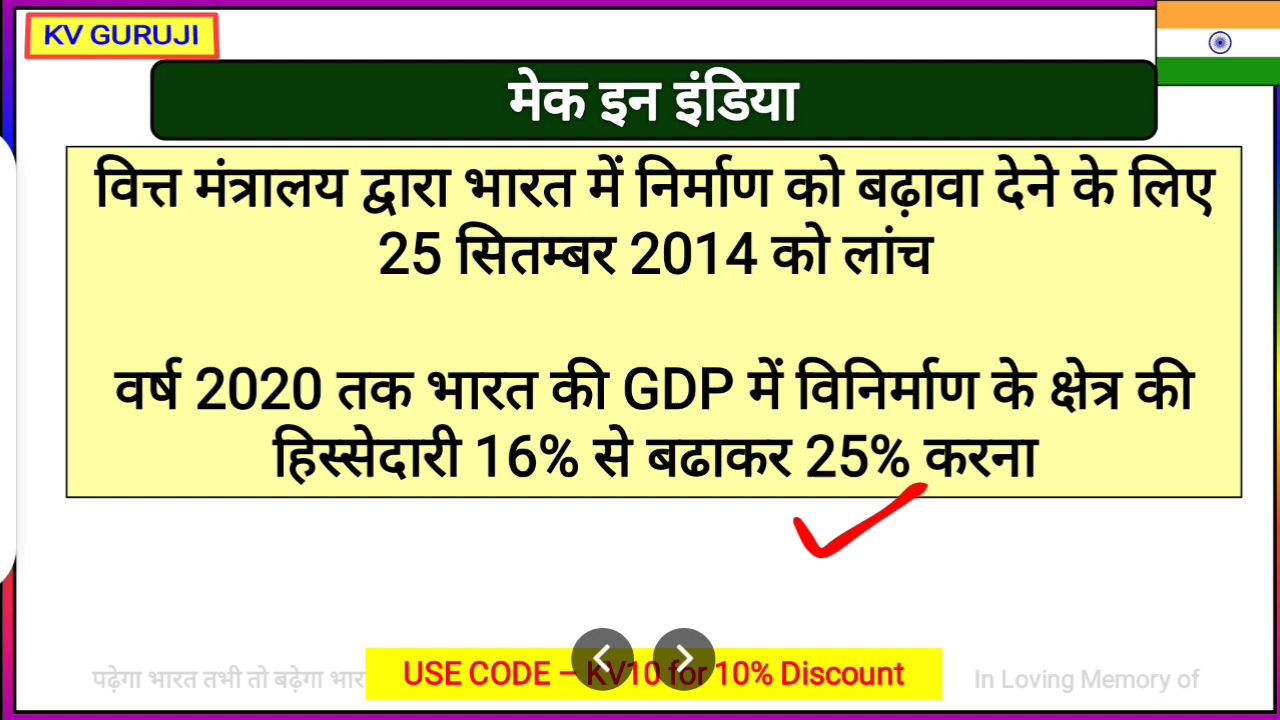 KV GURUJI
मेक इन इंडिया
वित्त मंत्रालय द्वारा भारत में निर्माण को बढ़ावा देने के लिए
25 सितम्बर 2014 को लांच
वर्ष 2020 तक भारत की GDP में विनिर्माण के क्षेत्र की
हिस्सेदारी 16% से बढाकर 25% करना
पढ़ेगा भारत तभी तो बढ़ेगा भार
USE CODE – KV10 for 10% Discount
In Loving Memory of